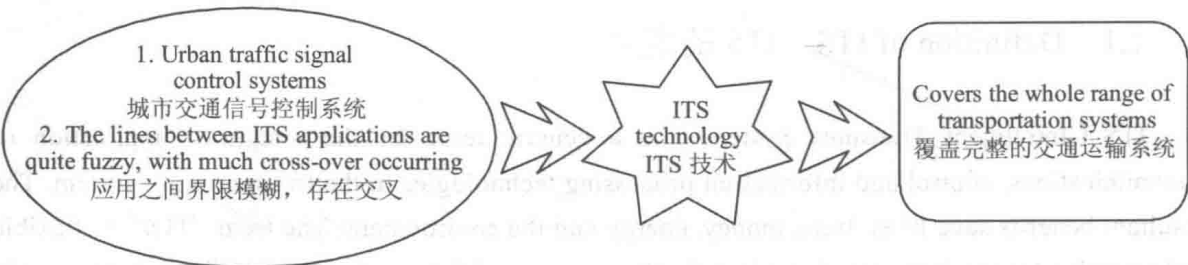 1. Urban traffic signal
control systems
城市交通信号控制系统
2. The lines between ITS applications are
quite fuzzy, with much cross-over occurring
应用之间界限模糊，存在交叉
ITS
technology
ITS 技术
Covers the whole range of
transportation systems
覆盖完整的交通运输系统